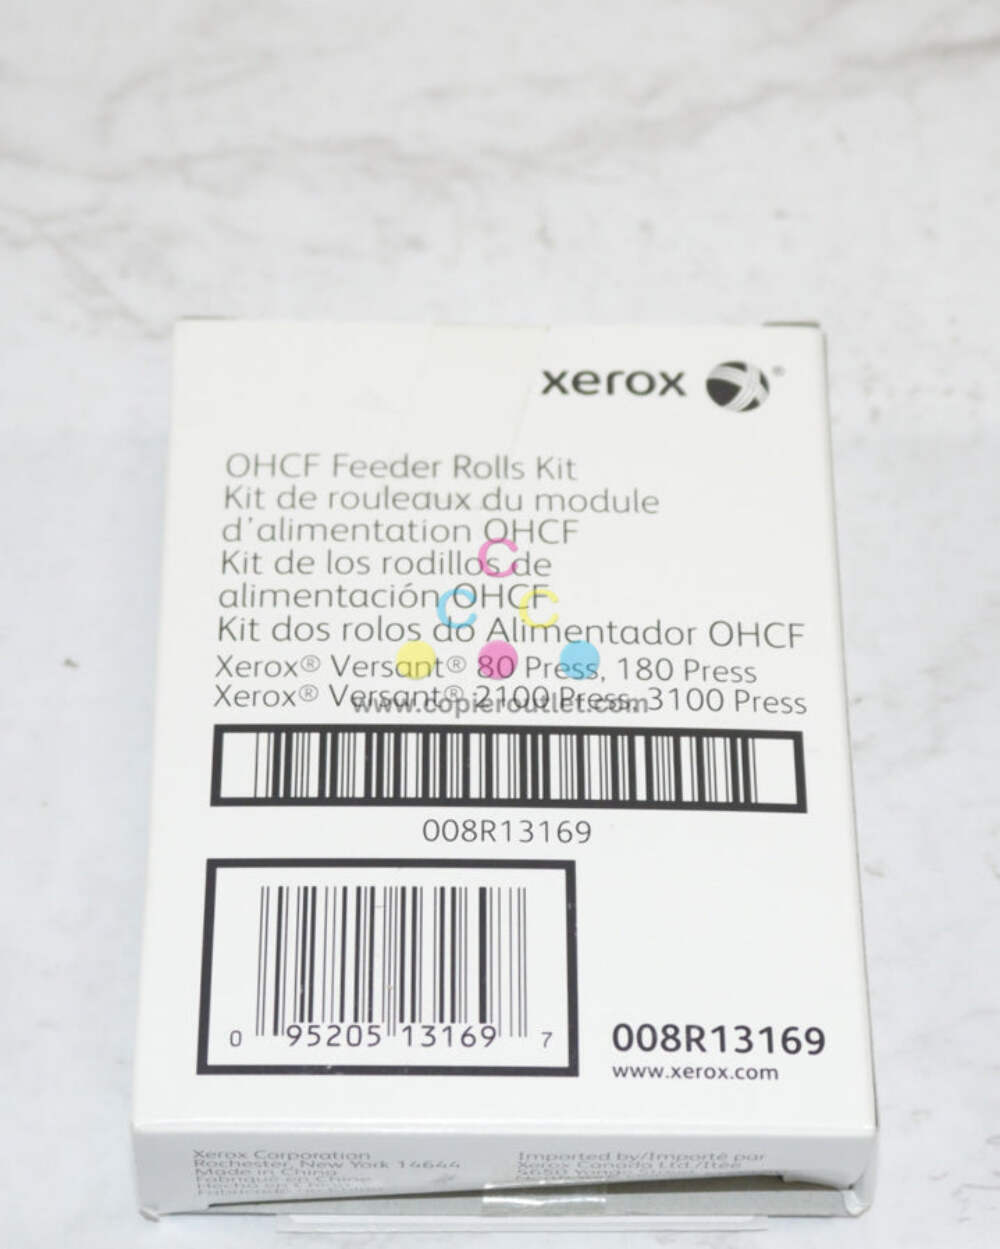 xerox
OHCF Feeder Rolls Kit
Kit de rouleaux du module
d'alimentation OHCF
Kit de los rodillos de
alimentación OHCF
Kit dos rolos do Alimentador OHCF
Xerox® Versant® 80 Press, 180 Press
Xerox® Versant® 2100 Press, 3100 Press
www.copieroutlet.com
008R13169
0 95205 13169 7
008R13169
www.xerox.com
Xerox Corporation
Rochester, New York 14644
Made in China
Fabriqué en Chine
Imported by/Importé par
Xerox Canada Ltd./Ltée